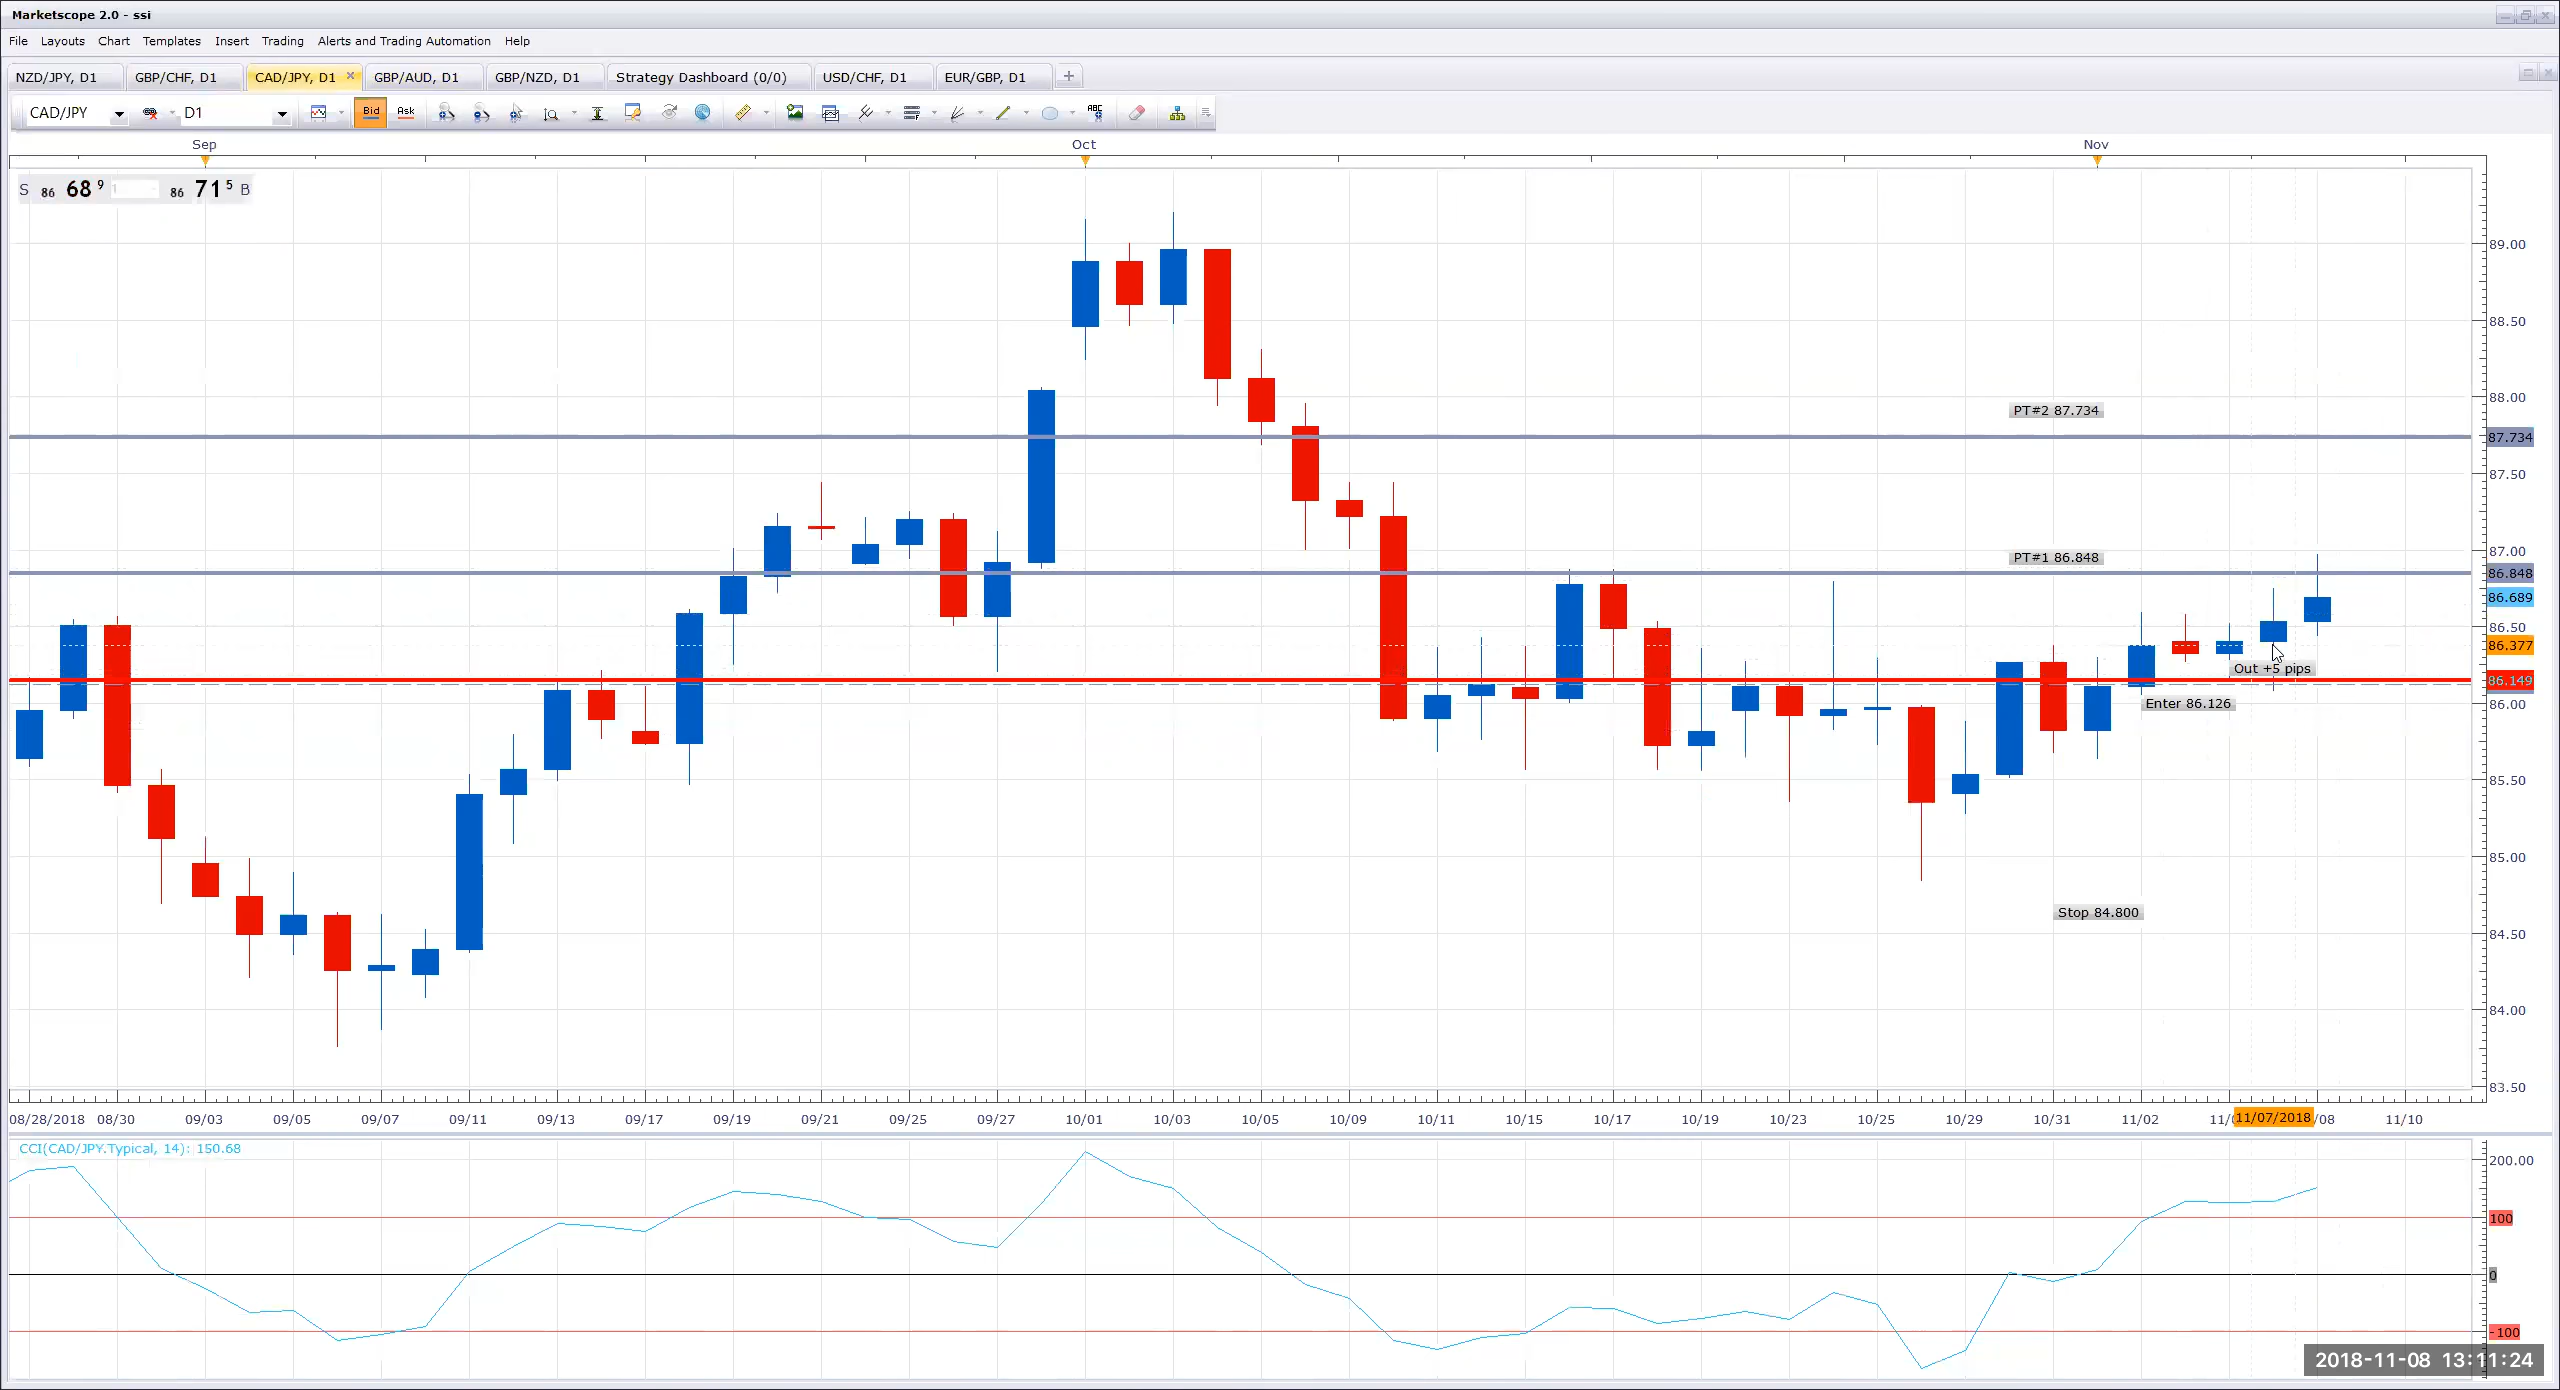 Marketscope 2.0 - ssi
File Layouts Chart Templates Insert Trading Alerts and Trading Automation Help
NZD/JPY, D1 GBP/CHF, D1 CAD/JPY, D1 GBP/AUD, D1 GBP/NZD, D1 Strategy Dashboard (0/0) USD/CHF, D1 EUR/GBP, D1
CAD/JPY D1 Bid Ask ABC
Sep Oct Nov
S 86 68 9 1 86 71 5 B
89.00
88.50
88.00
PT#2 87.734
87.734
87.50
87.00
PT#1 86.848
86.848
86.689
86.50
86.377
Out +5 pips
86.149
Enter 86.126
86.00
85.50
85.00
Stop 84.800
84.50
84.00
83.50
08/28/2018 08/30 09/03 09/05 09/07 09/11 09/13 09/17 09/19 09/21 09/25 09/27 10/01 10/03 10/05 10/09 10/11 10/15 10/17 10/19 10/23 10/25 10/29 10/31 11/02 11/ 11/07/2018 /08 11/10
CCI(CAD/JPY.Typical, 14): 150.68
200.00
100
0
-100
2018-11-08 13:11:24